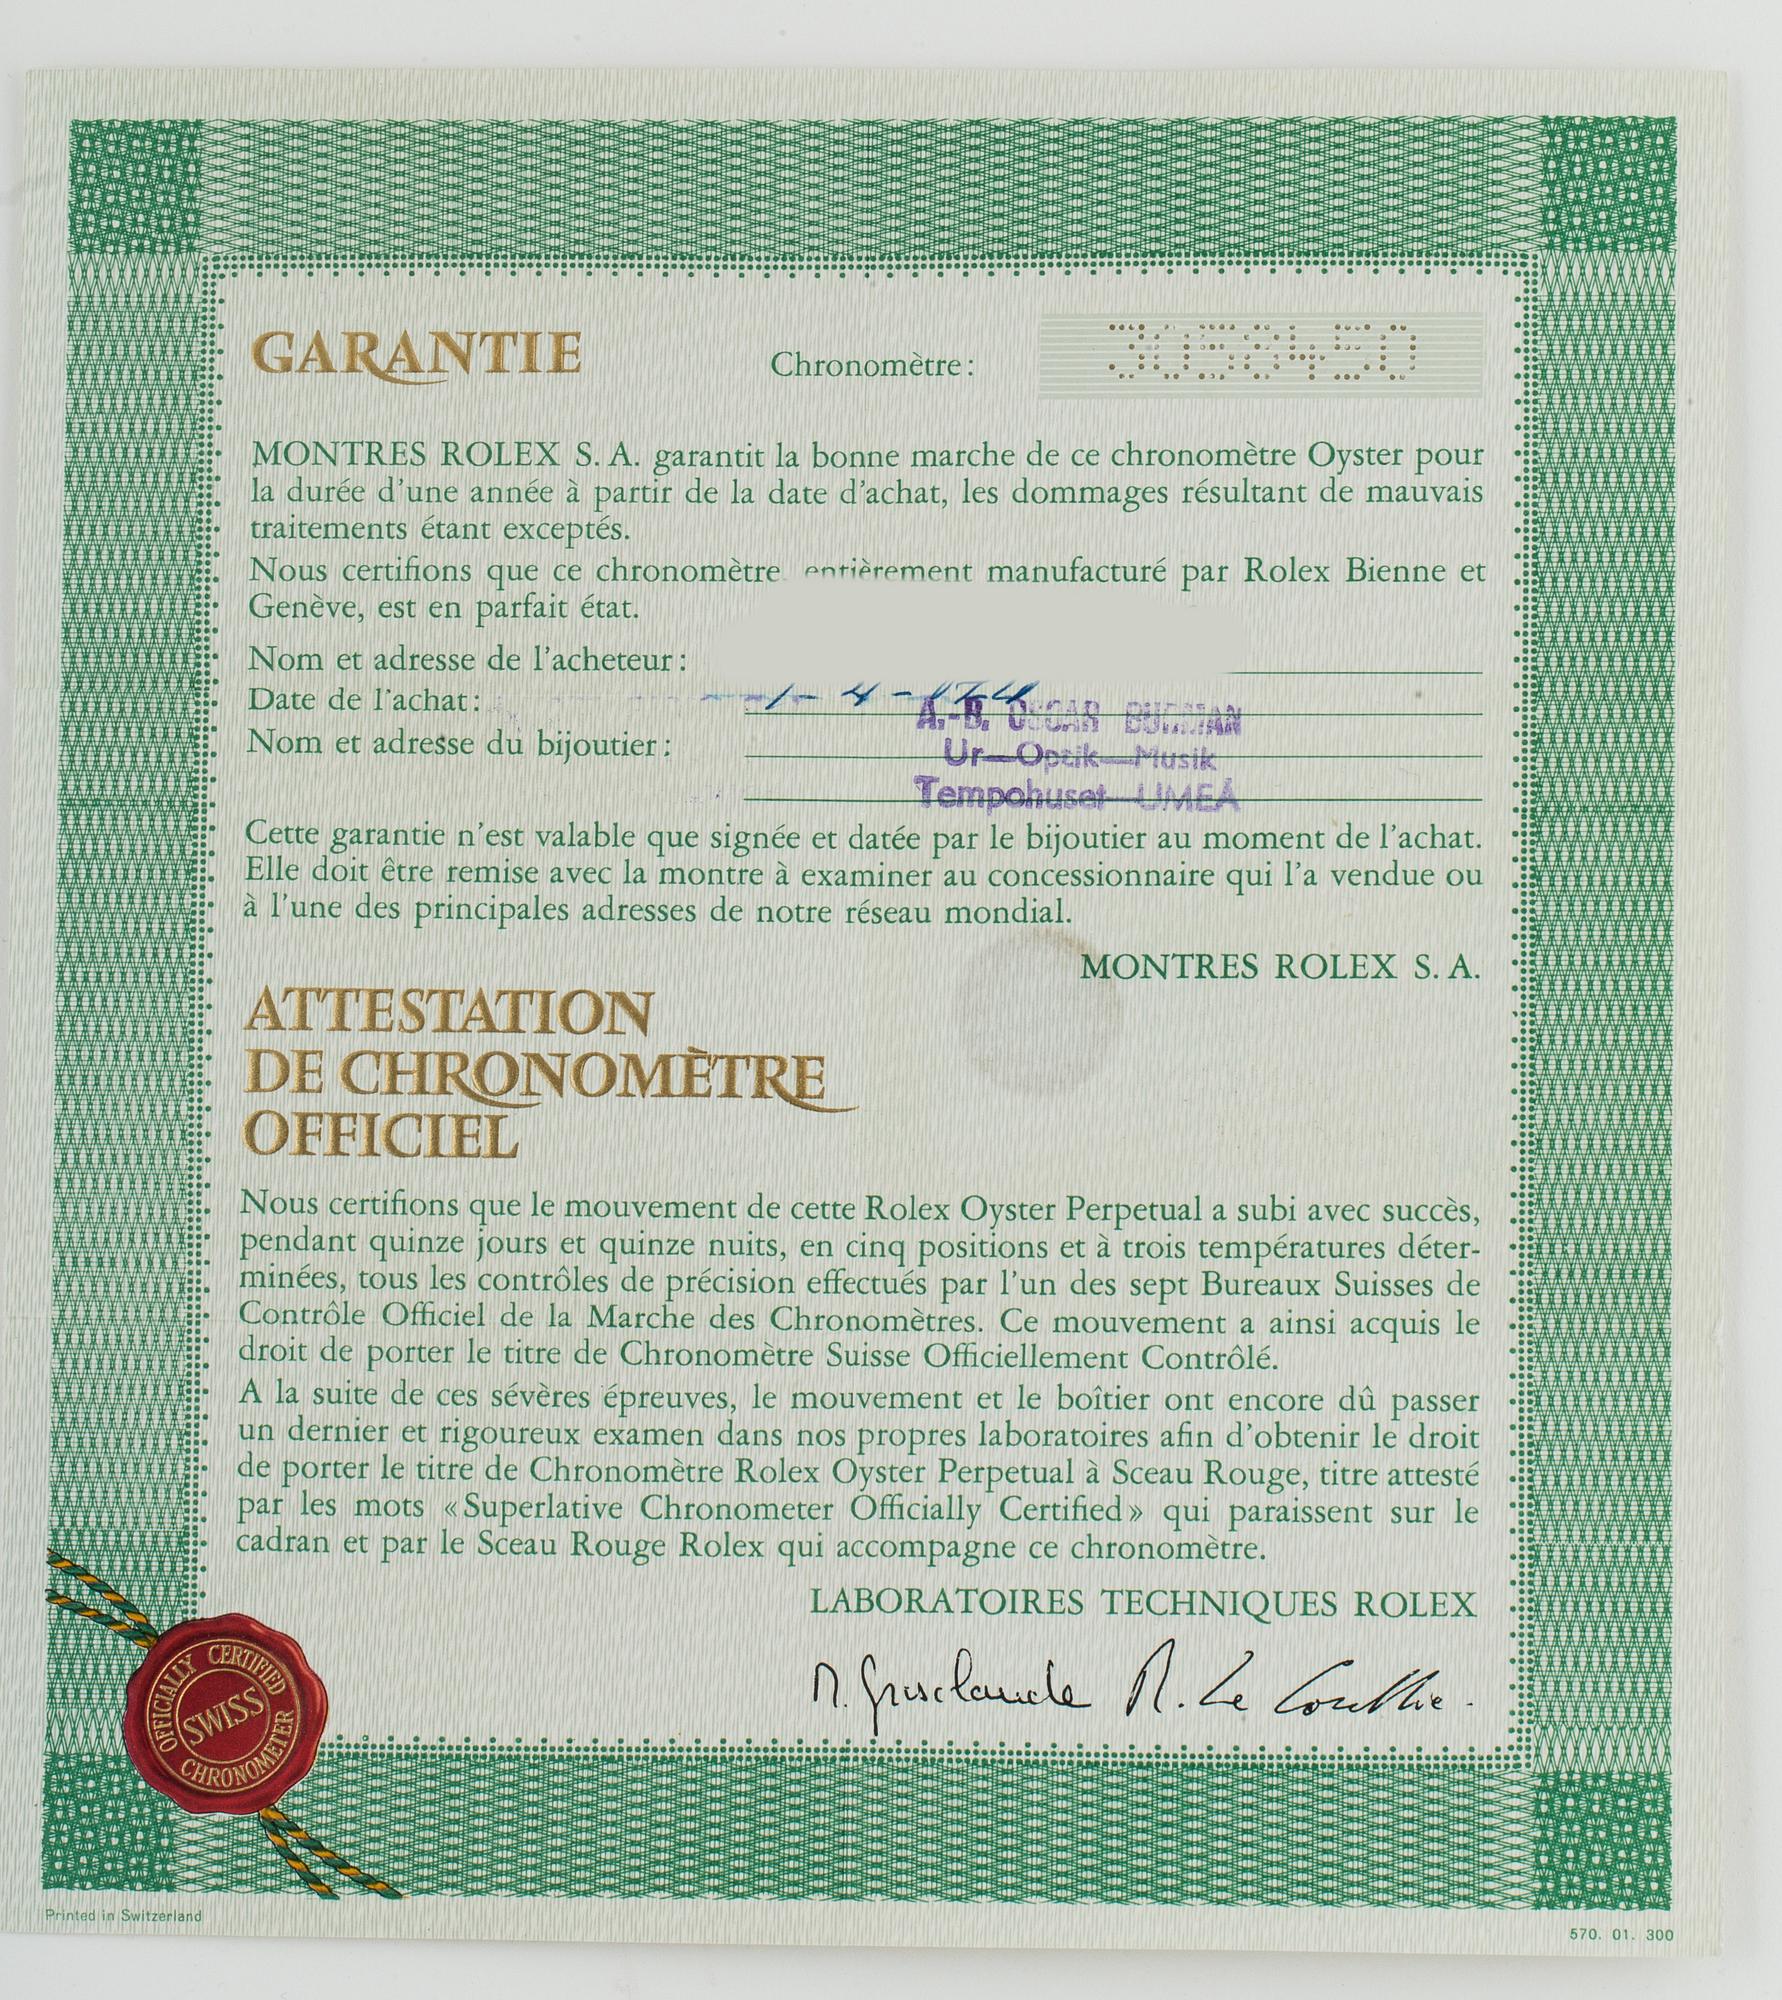 GARANTIE
Chronomètre: 3058450
MONTRES ROLEX S. A. garantit la bonne marche de ce chronomètre Oyster pour
la durée d'une année à partir de la date d'achat, les dommages résultant de mauvais
traitements étant exceptés.
Nous certifions que ce chronomètre entièrement manufacturé par Rolex Bienne et
Genève, est en parfait état.
Nom et adresse de l'acheteur:
Date de l'achat:
Nom et adresse du bijoutier:
A.-B. OSCAR
Ur—Optik—Musik
Tempohuset—UMEÅ
Cette garantie n'est valable que signée et datée par le bijoutier au moment de l'achat.
Elle doit être remise avec la montre à examiner au concessionnaire qui l'a vendue ou
à l'une des principales adresses de notre réseau mondial.
MONTRES ROLEX S. A.
ATTESTATION
DE CHRONOMÈTRE
OFFICIEL
Nous certifions que le mouvement de cette Rolex Oyster Perpetual a subi avec succès,
pendant quinze jours et quinze nuits, en cinq positions et à trois températures déter-
minées, tous les contrôles de précision effectués par l'un des sept Bureaux Suisses de
Contrôle Officiel de la Marche des Chronomètres. Ce mouvement a ainsi acquis le
droit de porter le titre de Chronomètre Suisse Officiellement Contrôlé.
A la suite de ces sévères épreuves, le mouvement et le boîtier ont encore dû passer
un dernier et rigoureux examen dans nos propres laboratoires afin d'obtenir le droit
de porter le titre de Chronomètre Rolex Oyster Perpetual à Sceau Rouge, titre attesté
par les mots «Superlative Chronometer Officially Certified» qui paraissent sur le
cadran et par le Sceau Rouge Rolex qui accompagne ce chronomètre.
LABORATOIRES TECHNIQUES ROLEX
OFFICIALLY CERTIFIED
SWISS
CHRONOMETER
Printed in Switzerland
570. 01. 300